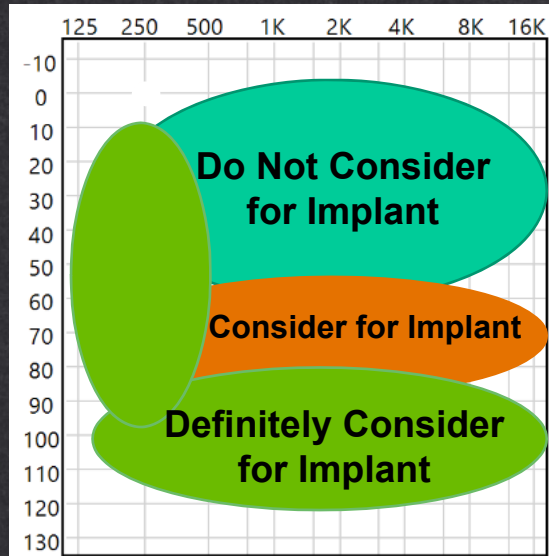 125 250 500 1K 2K 4K 8K 16K
-10
0
10
20
30
40
50
60
70
80
90
100
110
120
130
Do Not Consider
for Implant
Consider for Implant
Definitely Consider
for Implant